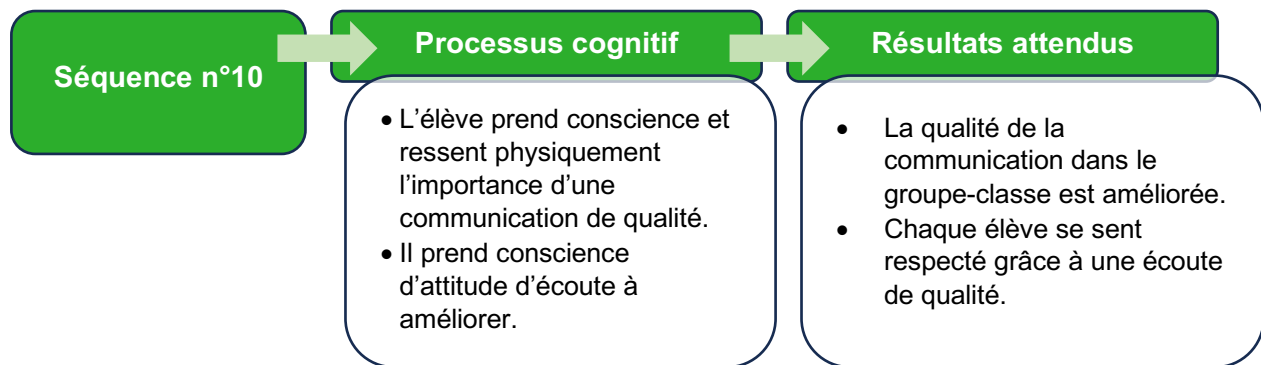 Séquence n°10
Processus cognitif
• L’élève prend conscience et
ressent physiquement
l’importance d’une
communication de qualité.
• Il prend conscience
d’attitude d’écoute à
améliorer.
Résultats attendus
• La qualité de la
communication dans le
groupe-classe est améliorée.
• Chaque élève se sent
respecté grâce à une écoute
de qualité.